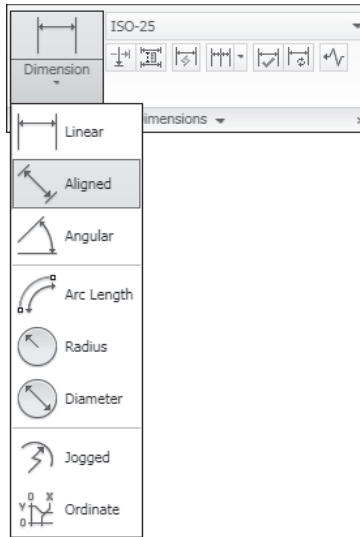 ISO-25
Dimension
imensions
Linear
Aligned
Angular
Arc Length
Radius
Diameter
Jogged
Ordinate